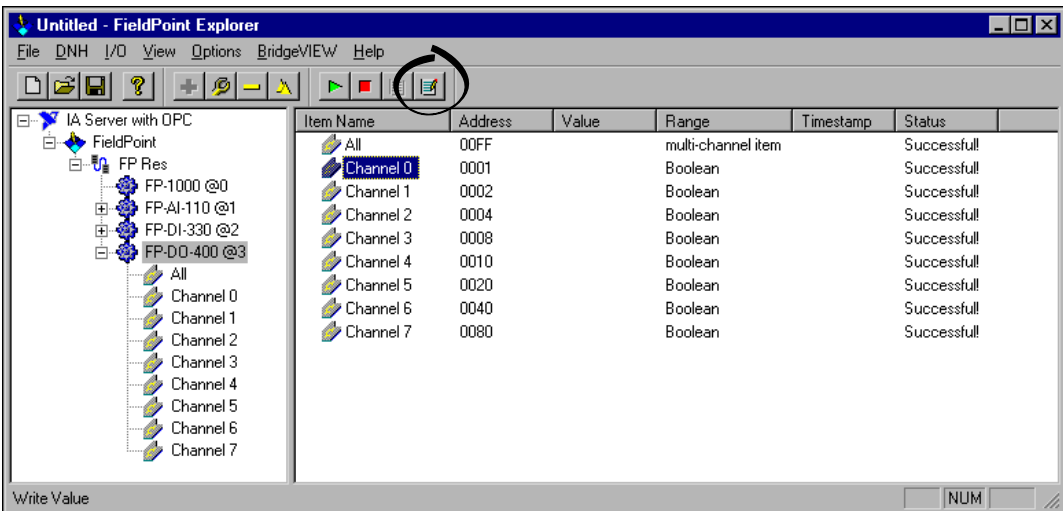 Untitled - FieldPoint Explorer
File DNH I/O View Options BridgeVIEW Help
IA Server with OPC
FieldPoint
FP Res
FP-1000 @0
FP-AI-110 @1
FP-DI-330 @2
FP-DO-400 @3
All
Channel 0
Channel 1
Channel 2
Channel 3
Channel 4
Channel 5
Channel 6
Channel 7
Item Name Address Value Range Timestamp Status
All 00FF multi-channel item Successful!
Channel 0 0001 Boolean Successful!
Channel 1 0002 Boolean Successful!
Channel 2 0004 Boolean Successful!
Channel 3 0008 Boolean Successful!
Channel 4 0010 Boolean Successful!
Channel 5 0020 Boolean Successful!
Channel 6 0040 Boolean Successful!
Channel 7 0080 Boolean Successful!
Write Value NUM